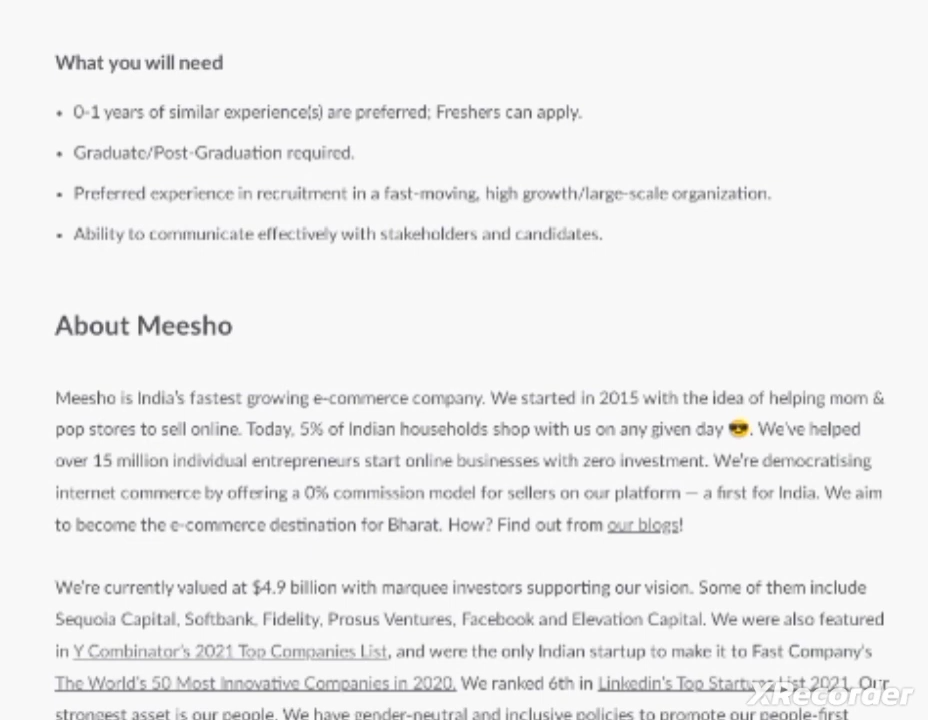 What you will need
• 0-1 years of similar experience(s) are preferred; Freshers can apply.
• Graduate/Post-Graduation required.
• Preferred experience in recruitment in a fast-moving, high growth/large-scale organization.
• Ability to communicate effectively with stakeholders and candidates.
About Meesho
Meesho is India's fastest growing e-commerce company. We started in 2015 with the idea of helping mom &
pop stores to sell online. Today, 5% of Indian households shop with us on any given day 😎. We've helped
over 15 million individual entrepreneurs start online businesses with zero investment. We're democratising
internet commerce by offering a 0% commission model for sellers on our platform — a first for India. We aim
to become the e-commerce destination for Bharat. How? Find out from our blogs!
We're currently valued at $4.9 billion with marquee investors supporting our vision. Some of them include
Sequoia Capital, Softbank, Fidelity, Prosus Ventures, Facebook and Elevation Capital. We were also featured
in Y Combinator's 2021 Top Companies List, and were the only Indian startup to make it to Fast Company's
The World's 50 Most Innovative Companies in 2020. We ranked 6th in Linkedin's Top Startups List 2021. Our
strongest asset is our people. We have gender-neutral and inclusive policies to promote our people-first
XRecorder